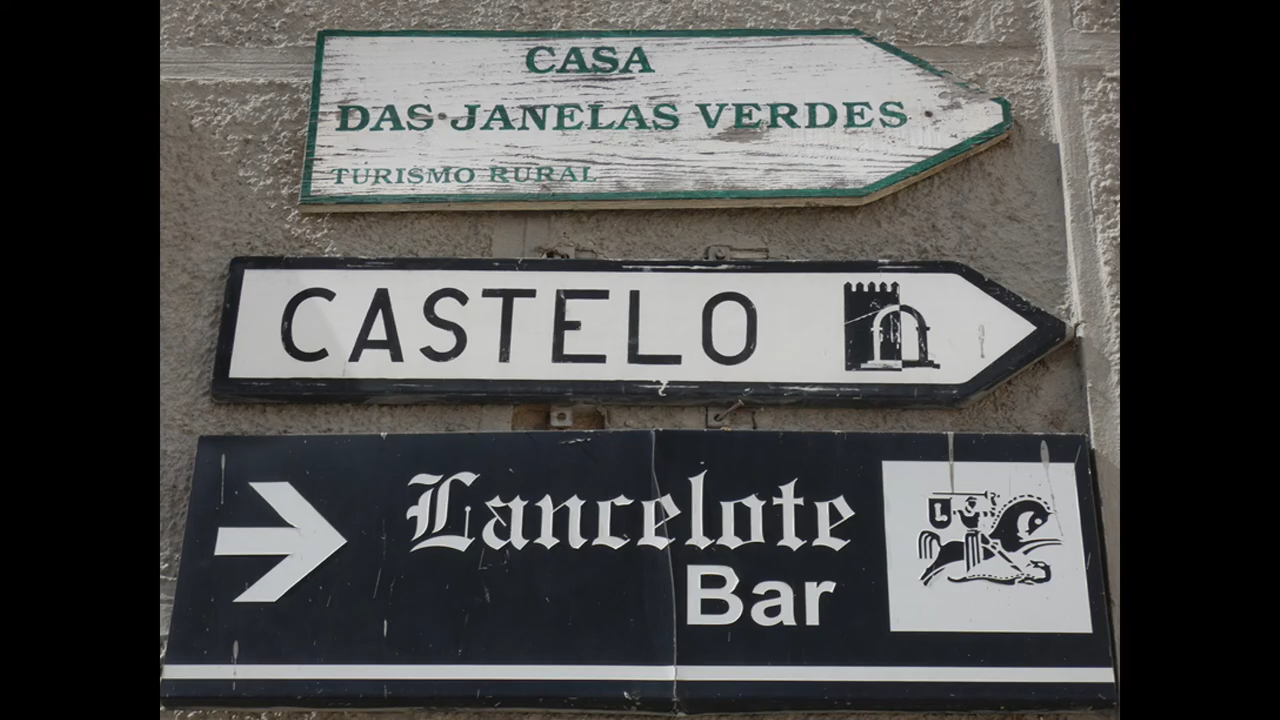 CASA
DAS JANELAS VERDES
TURISMO RURAL
CASTELO
Lancelote
Bar
L